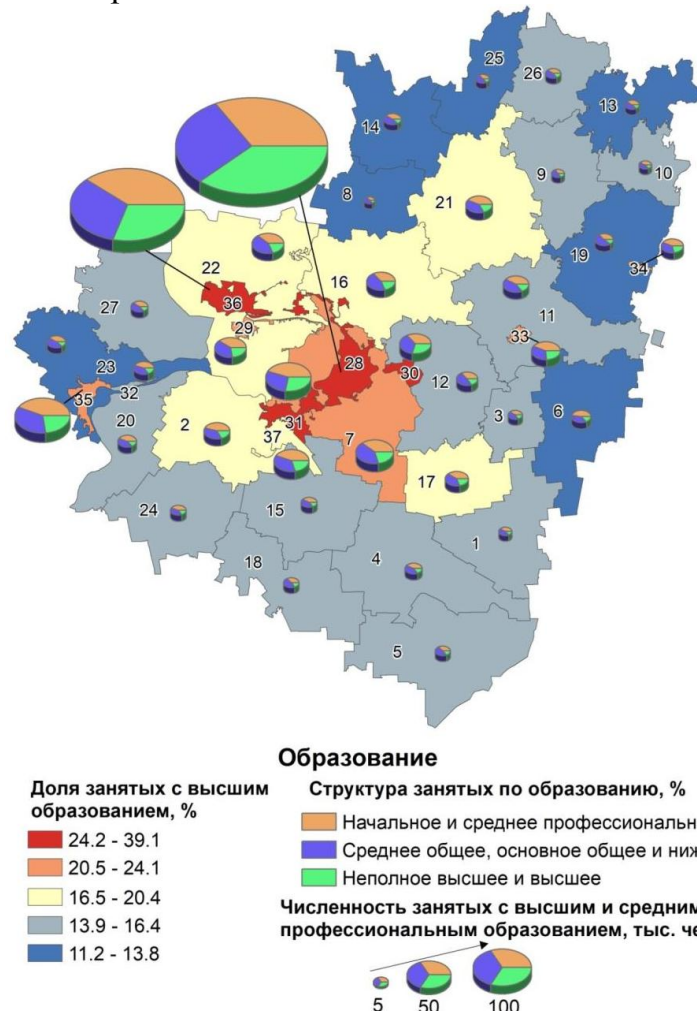 25
26
14
13
9
10
8
21
22
19
34
16
36
27
11
29
33
23
28
35
32
30
12
20
3
6
2
31
37
7
17
24
15
1
18
4
5
Образование
Доля занятых с высшим
образованием, %
24.2 - 39.1
20.5 - 24.1
16.5 - 20.4
13.9 - 16.4
11.2 - 13.8
Структура занятых по образованию, %
Начальное и среднее профессиональн
Среднее общее, основное общее и ниж
Неполное высшее и высшее
Численность занятых с высшим и средним
профессиональным образованием, тыс. че
5
50
100